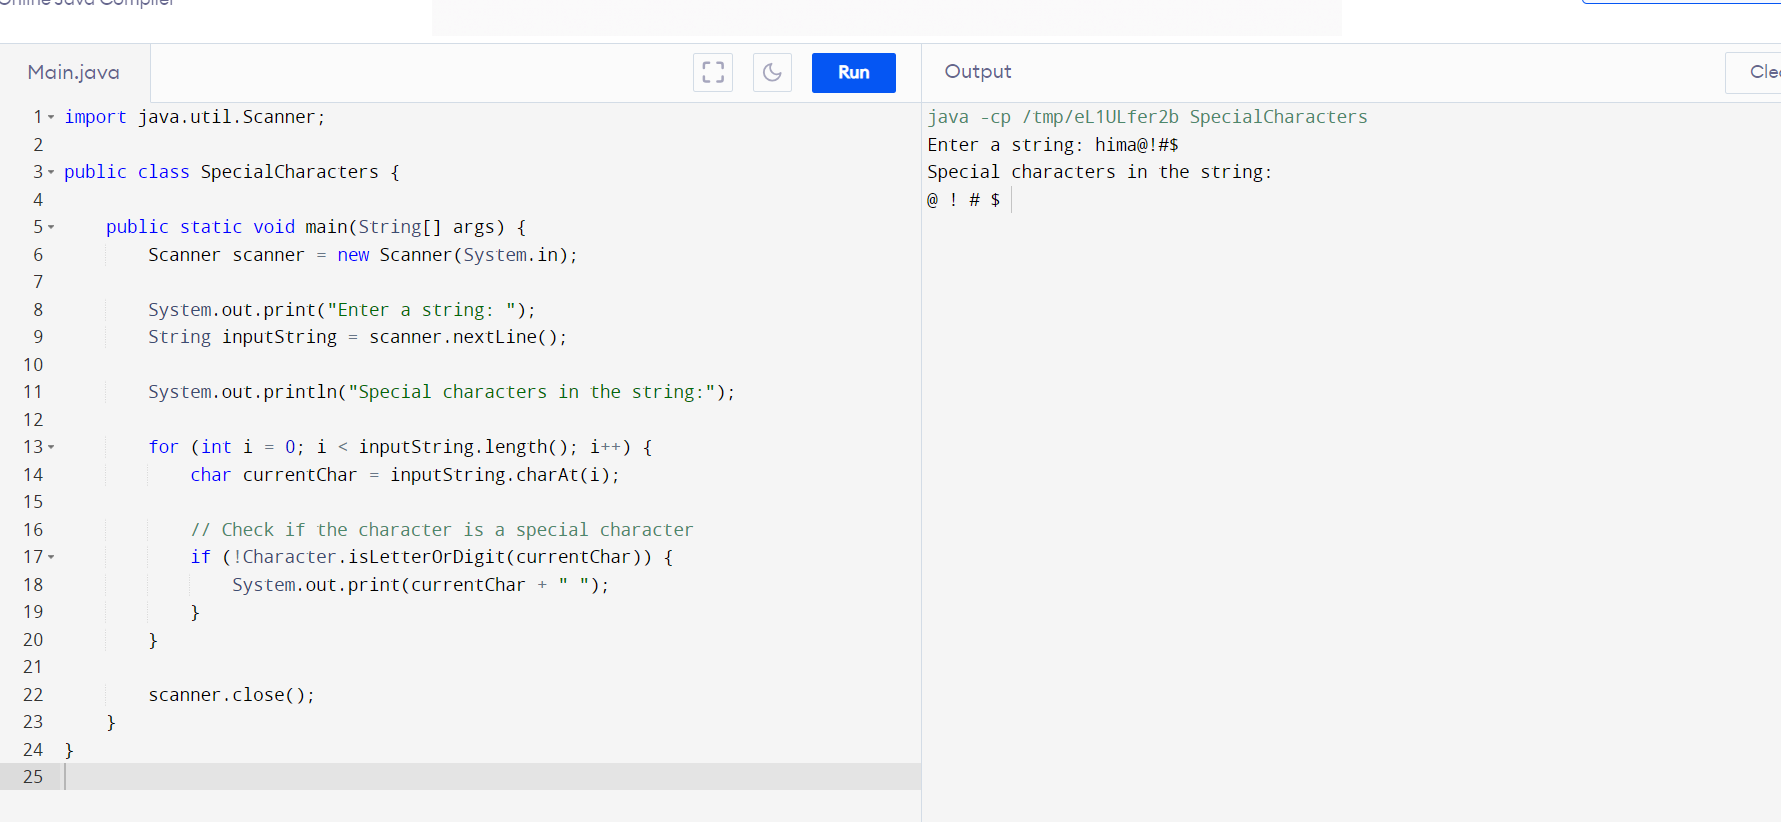 Online Java Compiler
Main.java
Run
1 import java.util.Scanner;
2
3 public class SpecialCharacters {
4
5 public static void main(String[] args) {
6 Scanner scanner = new Scanner(System.in);
7
8 System.out.print("Enter a string: ");
9 String inputString = scanner.nextLine();
10
11 System.out.println("Special characters in the string:");
12
13 for (int i = 0; i < inputString.length(); i++) {
14 char currentChar = inputString.charAt(i);
15
16 // Check if the character is a special character
17 if (!Character.isLetterOrDigit(currentChar)) {
18 System.out.print(currentChar + " ");
19 }
20 }
21
22 scanner.close();
23 }
24 }
25
Output
Clea
java -cp /tmp/eL1ULfer2b SpecialCharacters
Enter a string: hima@!#$
Special characters in the string:
@ ! # $